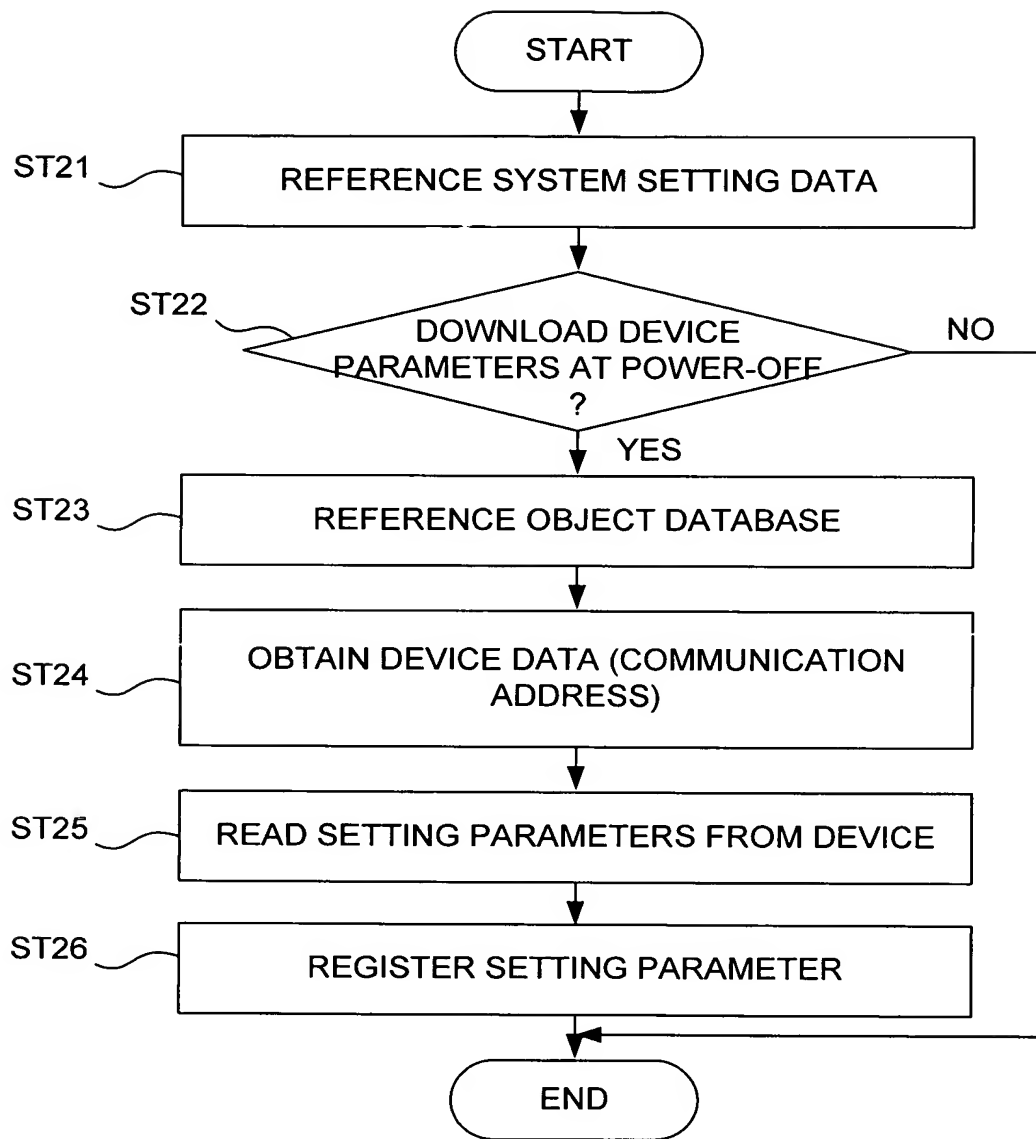 START
ST21
REFERENCE SYSTEM SETTING DATA
ST22
DOWNLOAD DEVICE
PARAMETERS AT POWER-OFF
?
NO
YES
ST23
REFERENCE OBJECT DATABASE
ST24
OBTAIN DEVICE DATA (COMMUNICATION
ADDRESS)
ST25
READ SETTING PARAMETERS FROM DEVICE
ST26
REGISTER SETTING PARAMETER
END